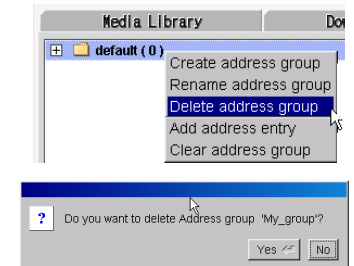 Media Library Do
default ( 0 )
Create address group
Rename address group
Delete address group
Add address entry
Clear address group
? Do you want to delete Address group 'My_group'?
Yes No